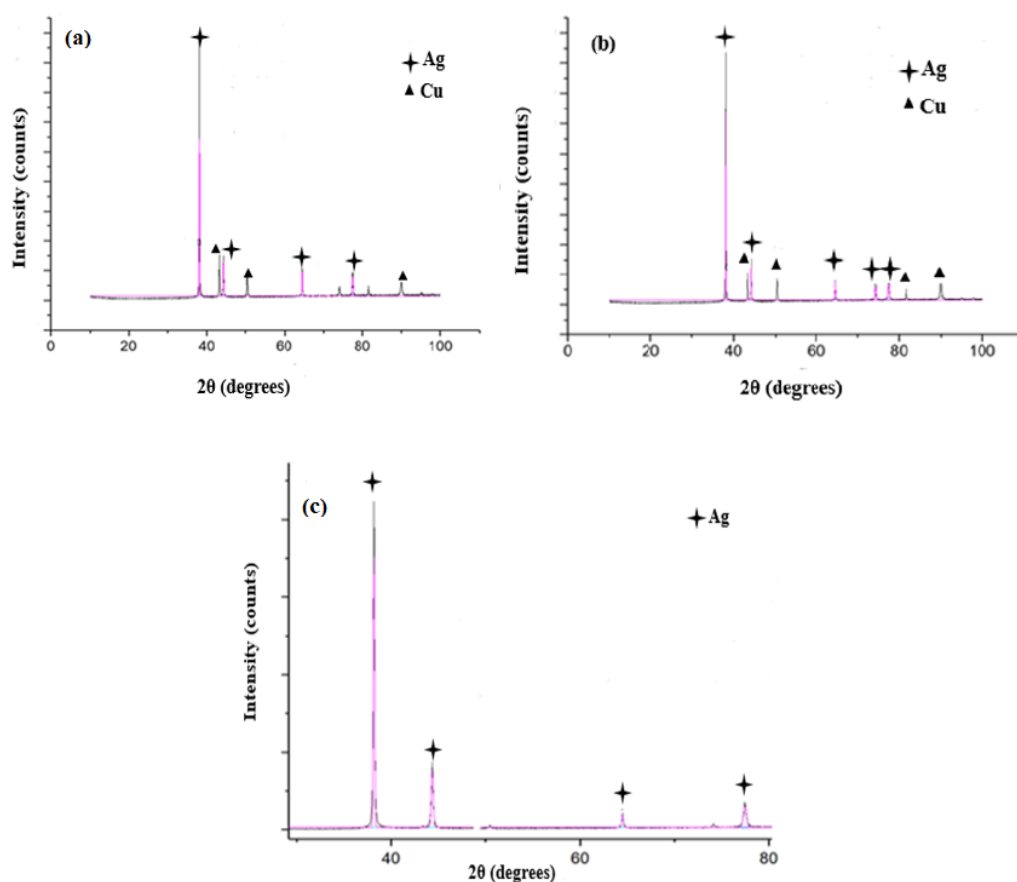 (a)
Ag
Cu
Intensity (counts)
0
20
40
60
80
100
2θ (degrees)
(b)
Ag
Cu
Intensity (counts)
0
20
40
60
80
100
2θ (degrees)
(c)
Ag
Intensity (counts)
40
60
80
2θ (degrees)